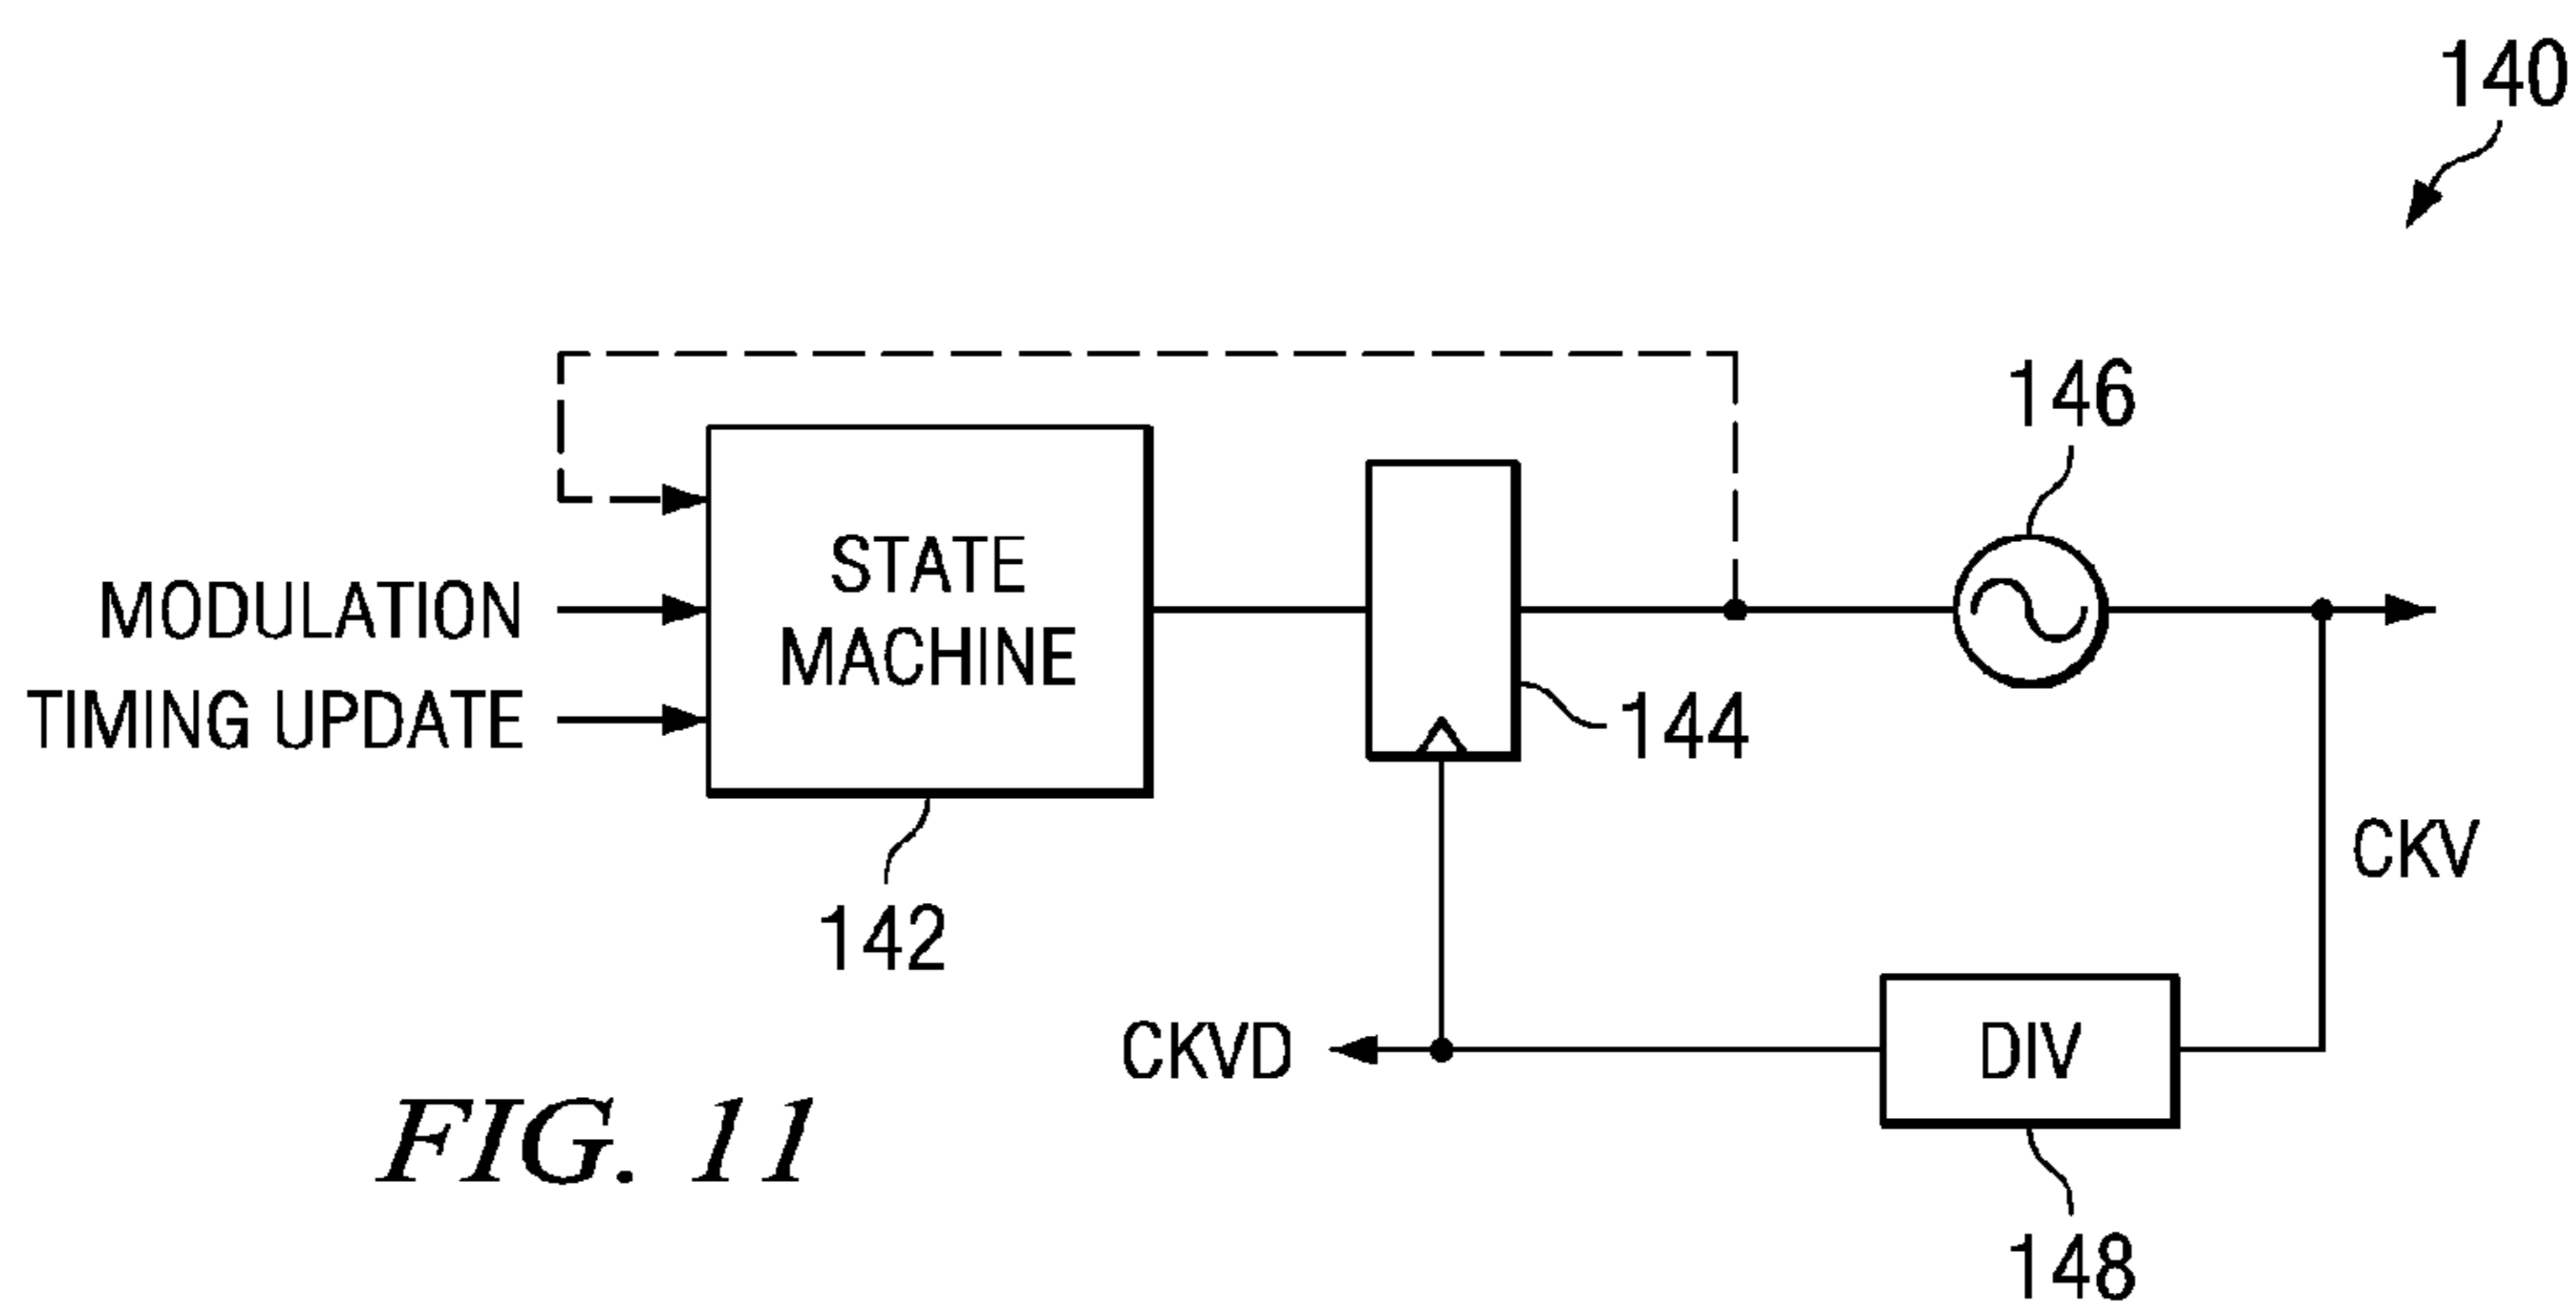 140
146
STATE
MACHINE
MODULATION
TIMING UPDATE
144
142
CKV
CKVD
DIV
148
FIG. 11